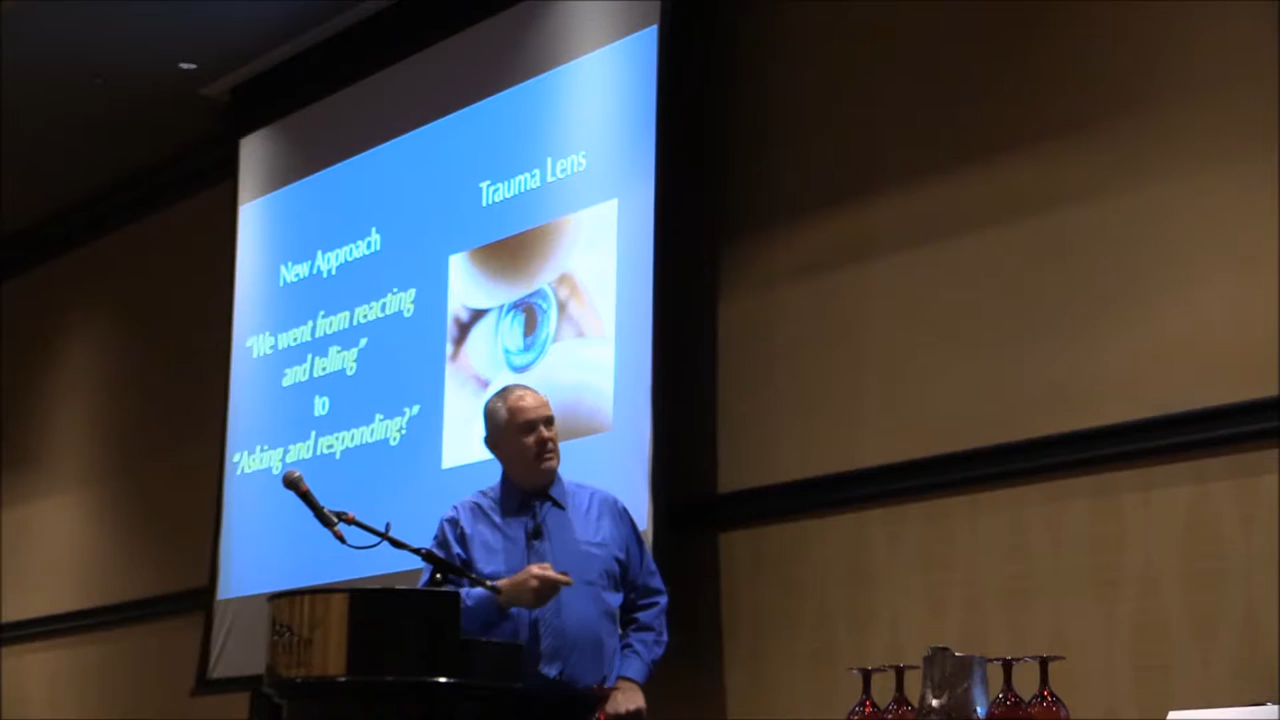 Trauma Lens
New Approach
“We went from reacting
and telling”
to
“Asking and responding?”